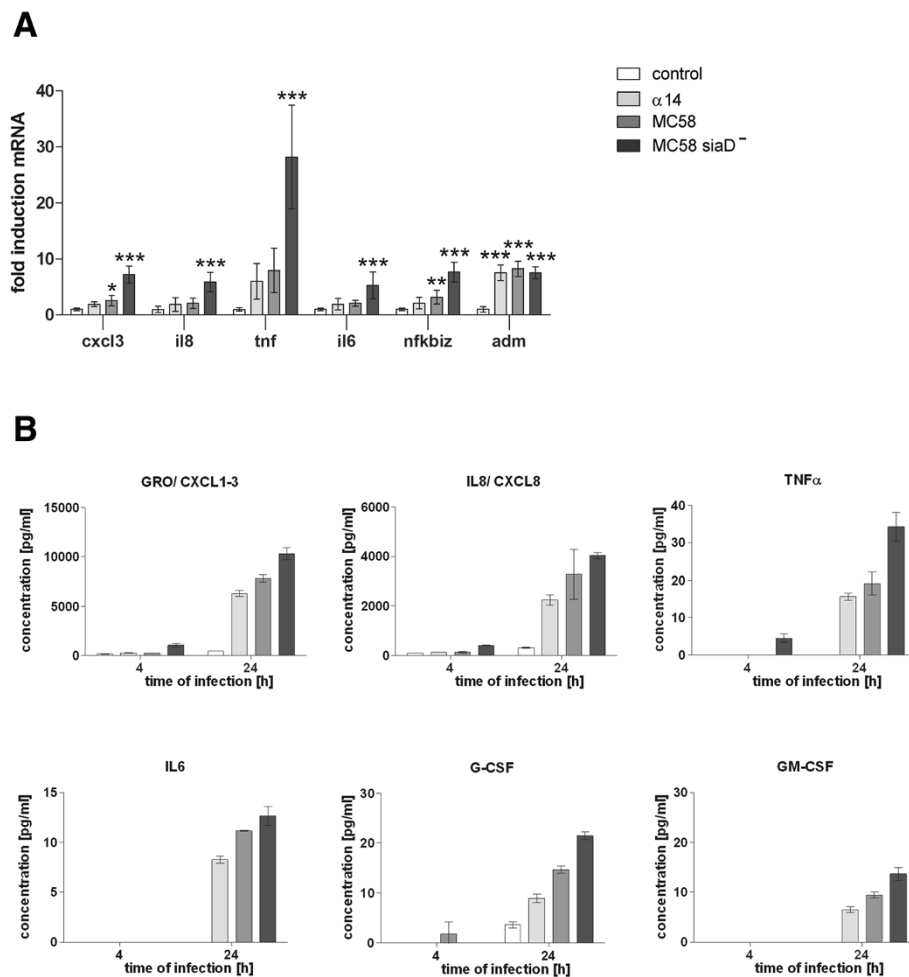 A
fold induction mRNA
40
30
20
10
0
***
***
*
***
***
**
***
***
***
***
cxcl3 il8 tnf il6 nfkbiz adm
control
α14
MC58
MC58 siaD⁻
B
GRO/ CXCL1-3
concentration [pg/ml]
15000
10000
5000
0
4 24
time of infection [h]
IL8/ CXCL8
concentration [pg/ml]
6000
4000
2000
0
4 24
time of infection [h]
TNFα
concentration [pg/ml]
40
30
20
10
0
4 24
time of infection [h]
IL6
concentration [pg/ml]
15
10
5
0
4 24
time of infection [h]
G-CSF
concentration [pg/ml]
30
20
10
0
4 24
time of infection [h]
GM-CSF
concentration [pg/ml]
30
20
10
0
4 24
time of infection [h]